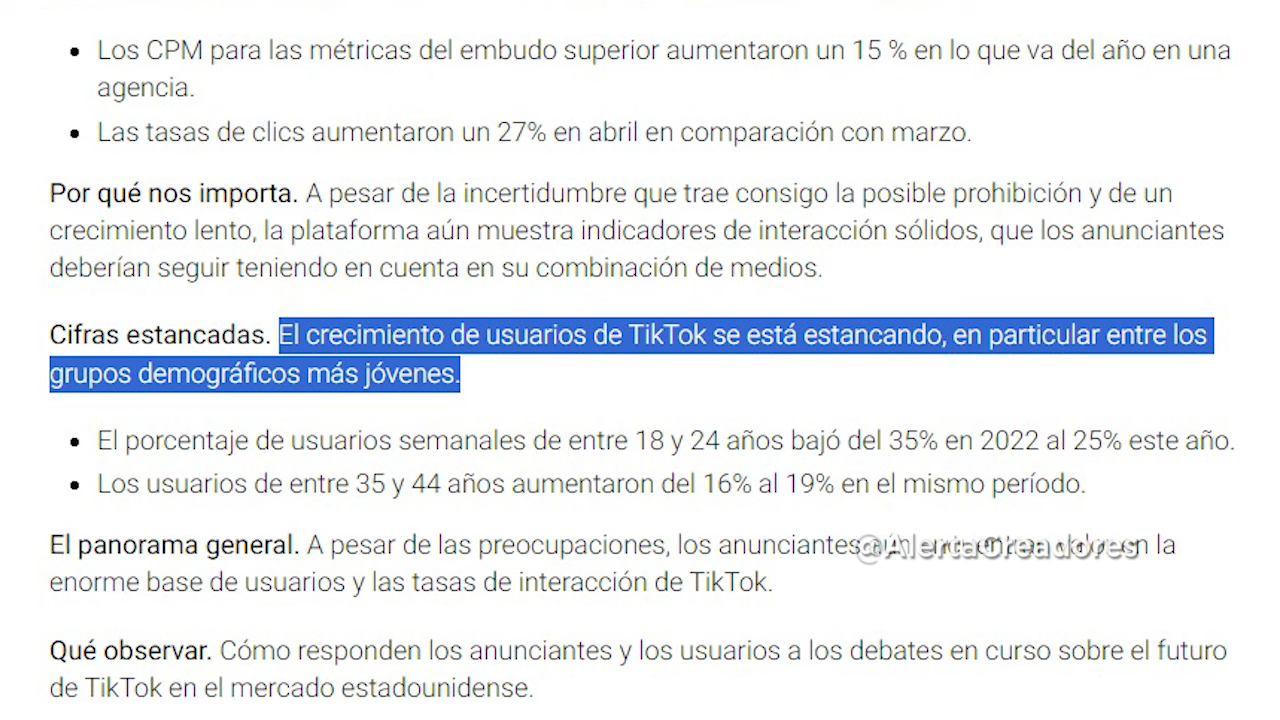 • Los CPM para las métricas del embudo superior aumentaron un 15 % en lo que va del año en una
agencia.
• Las tasas de clics aumentaron un 27% en abril en comparación con marzo.
Por qué nos importa. A pesar de la incertidumbre que trae consigo la posible prohibición y de un
crecimiento lento, la plataforma aún muestra indicadores de interacción sólidos, que los anunciantes
deberían seguir teniendo en cuenta en su combinación de medios.
Cifras estancadas. El crecimiento de usuarios de TikTok se está estancando, en particular entre los
grupos demográficos más jóvenes.
• El porcentaje de usuarios semanales de entre 18 y 24 años bajó del 35% en 2022 al 25% este año.
• Los usuarios de entre 35 y 44 años aumentaron del 16% al 19% en el mismo período.
El panorama general. A pesar de las preocupaciones, los anunciantes en la
@AlertaCreadores
enorme base de usuarios y las tasas de interacción de TikTok.
Qué observar. Cómo responden los anunciantes y los usuarios a los debates en curso sobre el futuro
de TikTok en el mercado estadounidense.